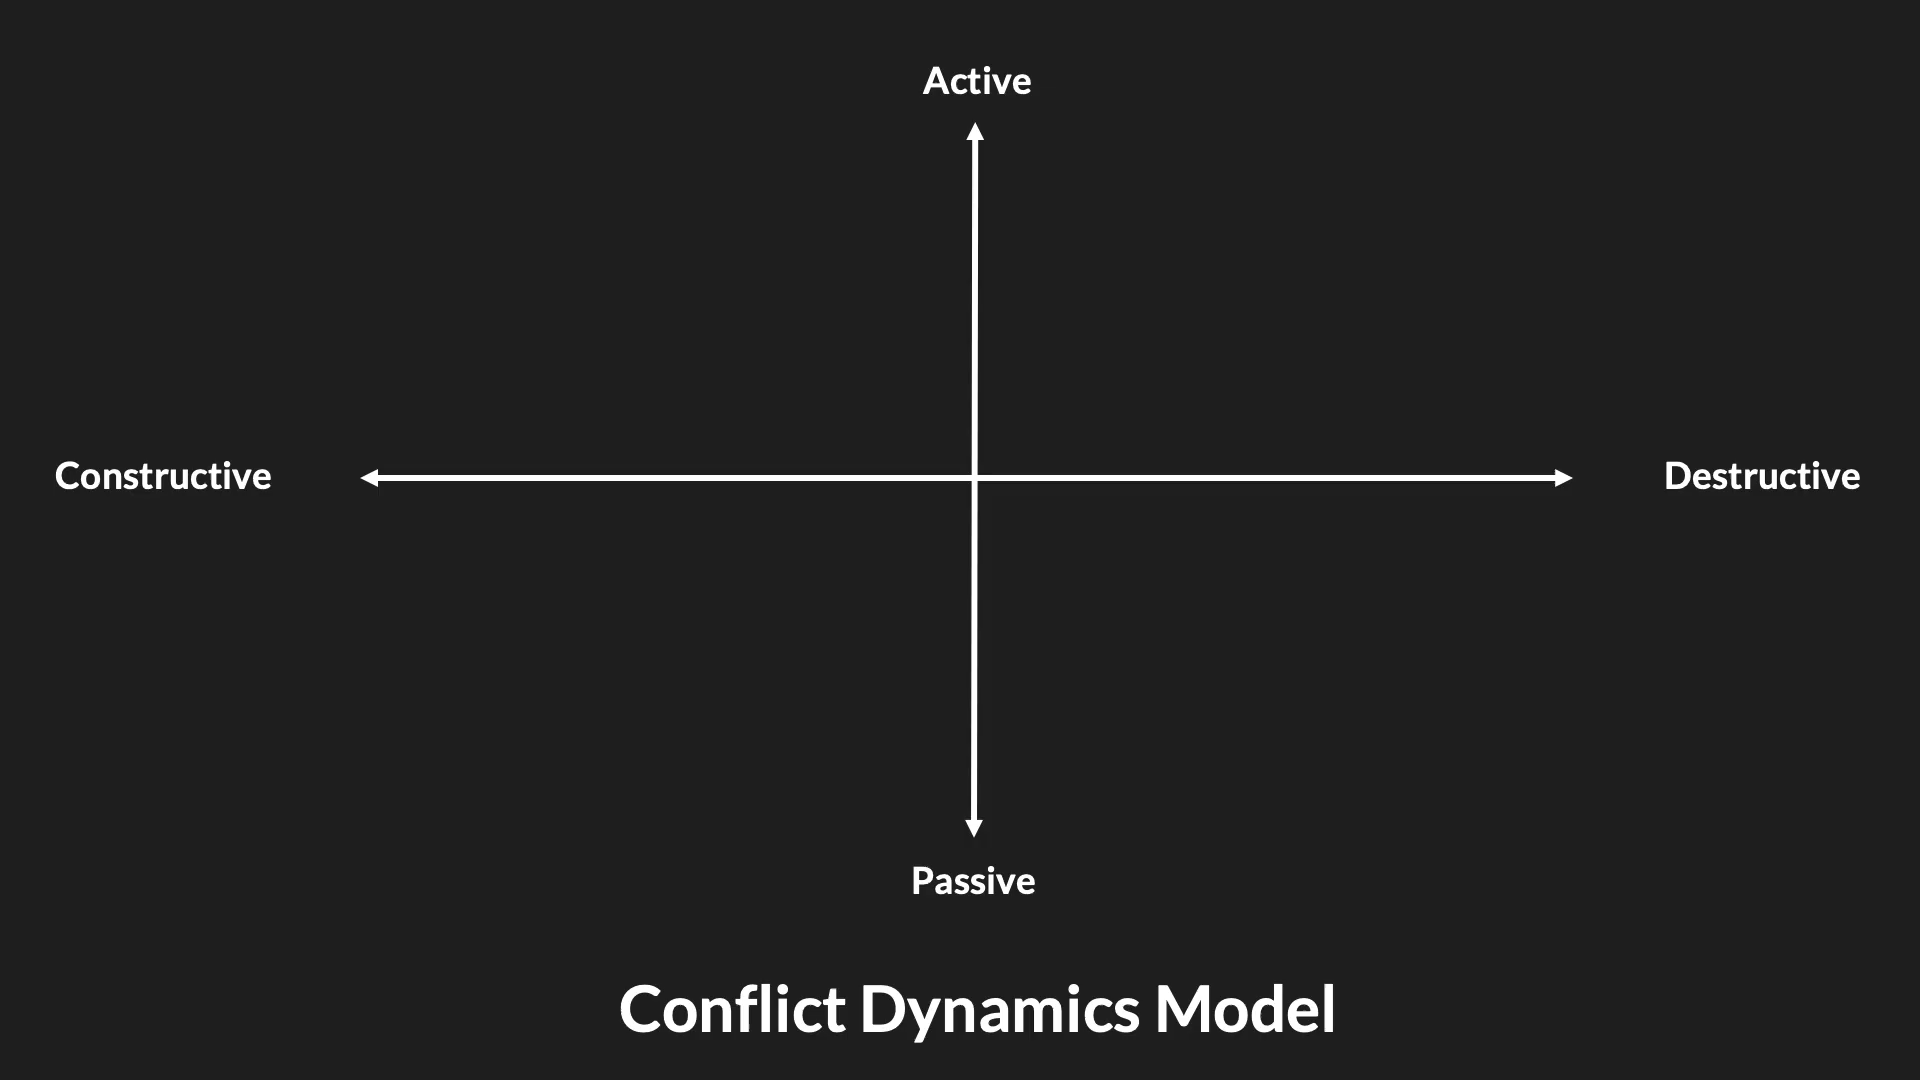 Active
Constructive
Destructive
Passive
Conflict Dynamics Model